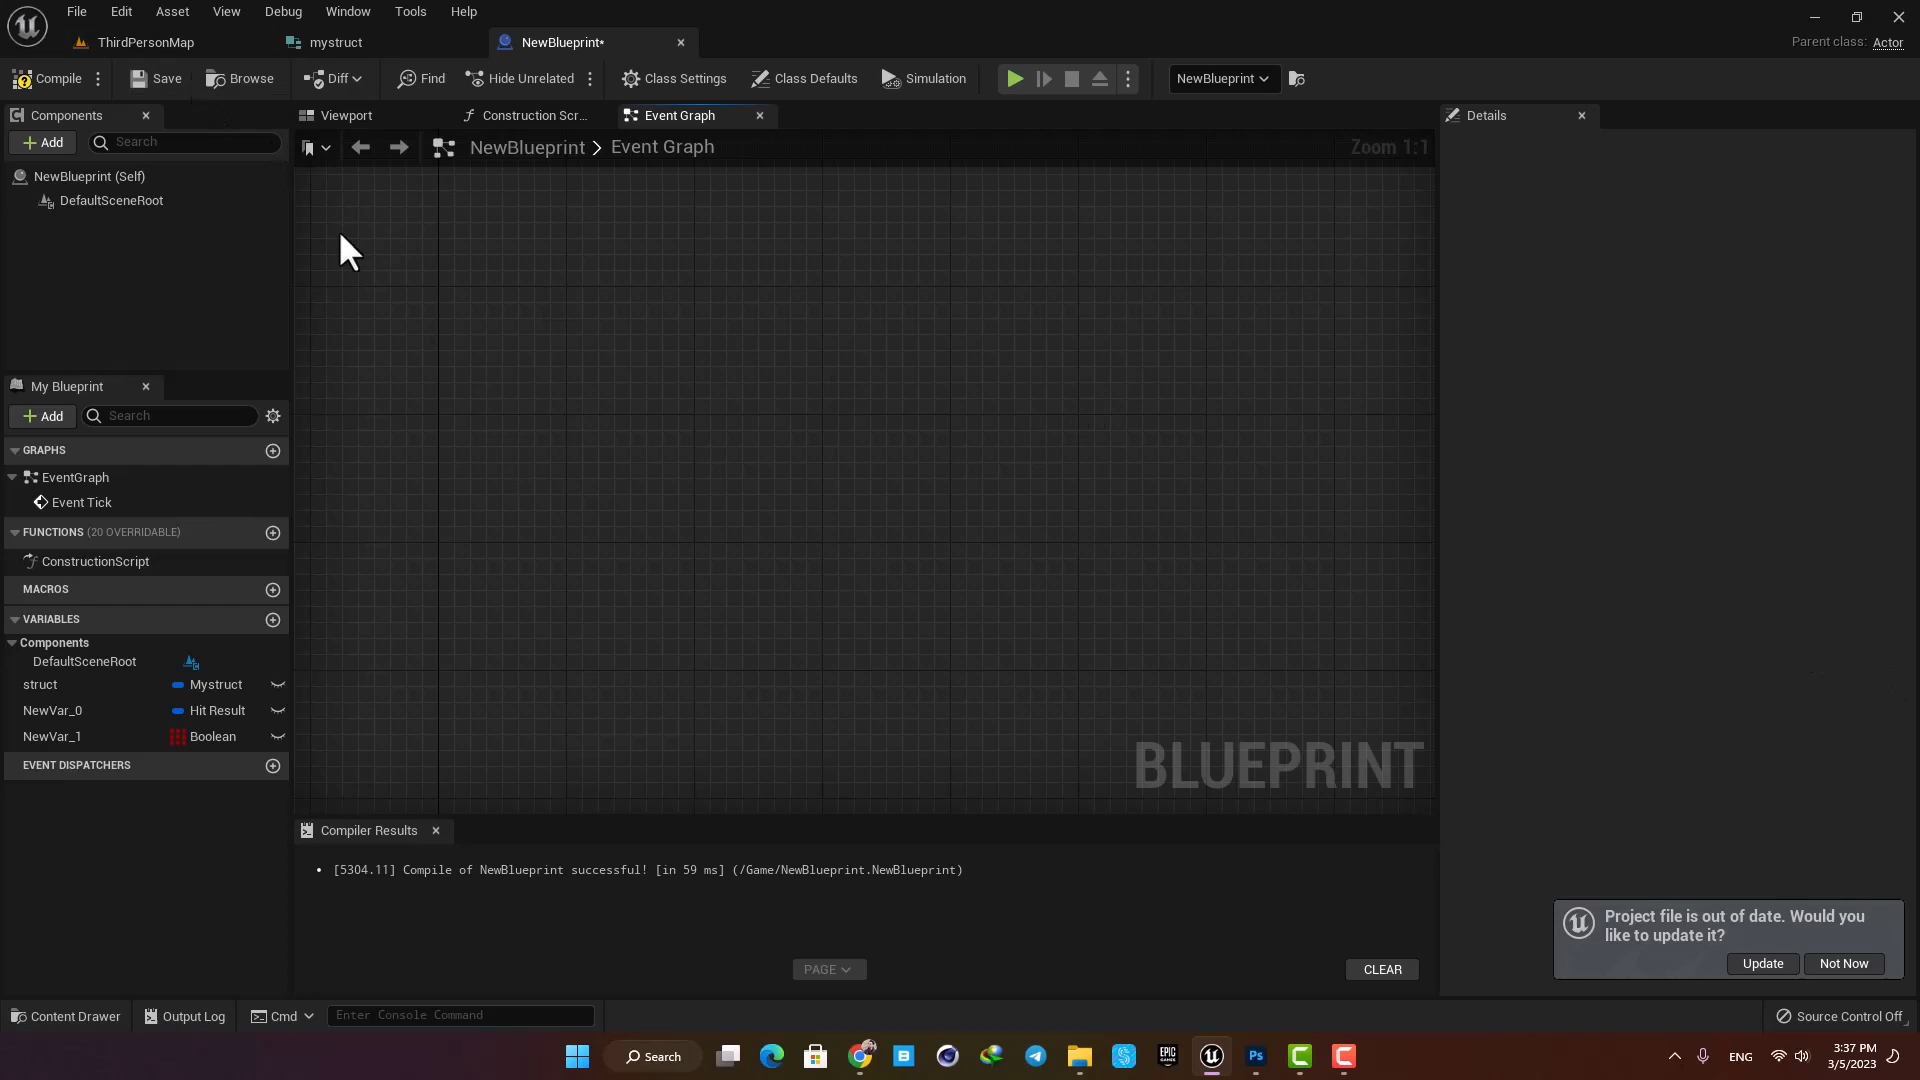 File Edit Asset View Debug Window Tools Help
ThirdPersonMap mystruct NewBlueprint* Parent class: Actor
Compile Save Browse Diff Find Hide Unrelated Class Settings Class Defaults Simulation NewBlueprint
Components Viewport Construction Scr... Event Graph Details
Add Search
NewBlueprint > Event Graph Zoom 1:1
NewBlueprint (Self)
DefaultSceneRoot
My Blueprint
Add Search
GRAPHS
EventGraph
Event Tick
FUNCTIONS (20 OVERRIDABLE)
ConstructionScript
MACROS
VARIABLES
Components
DefaultSceneRoot
struct Mystruct
NewVar_0 Hit Result
NewVar_1 Boolean
EVENT DISPATCHERS
BLUEPRINT
Compiler Results
[5304.11] Compile of NewBlueprint successful! [in 59 ms] (/Game/NewBlueprint.NewBlueprint)
PAGE CLEAR
Project file is out of date. Would you
like to update it?
Update Not Now
Content Drawer Output Log Cmd Enter Console Command Source Control Off
Search ENG 3:37 PM
3/5/2023